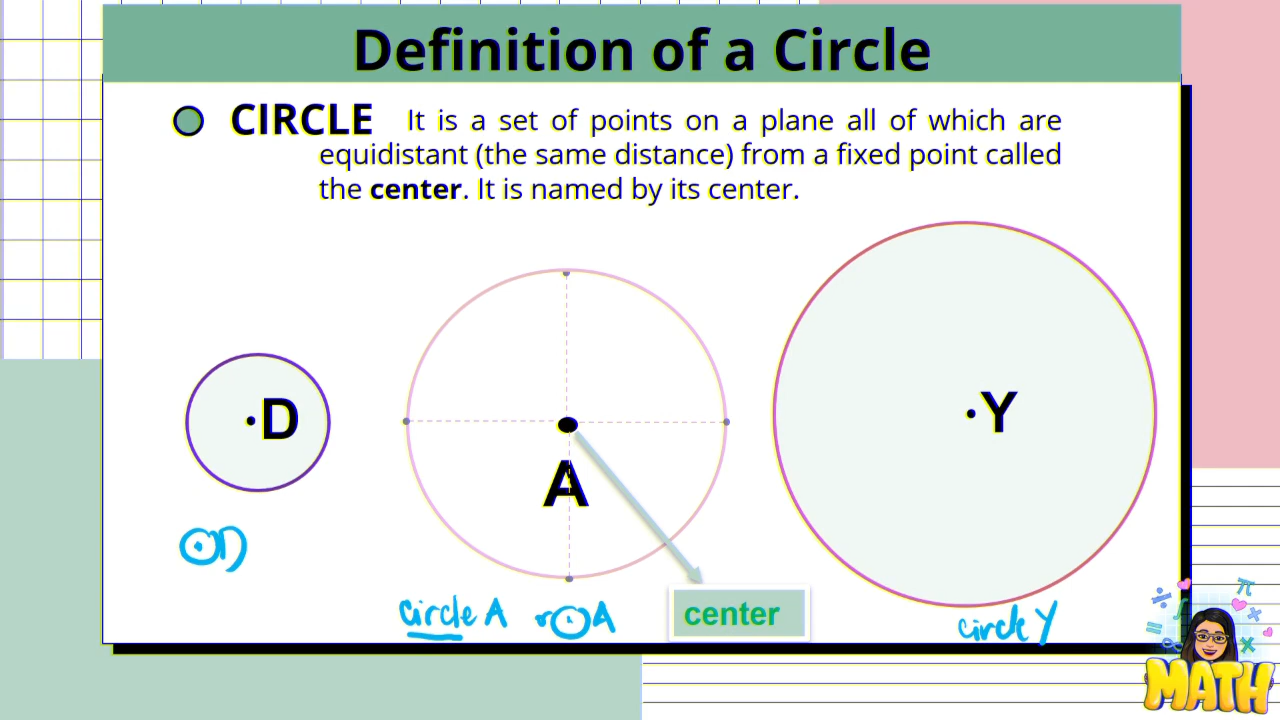 Definition of a Circle
CIRCLE It is a set of points on a plane all of which are
equidistant (the same distance) from a fixed point called
the center. It is named by its center.
·D
A
·Y
⊙D
circle A or ⊙A
center
circle Y
÷ π
× =
MATH